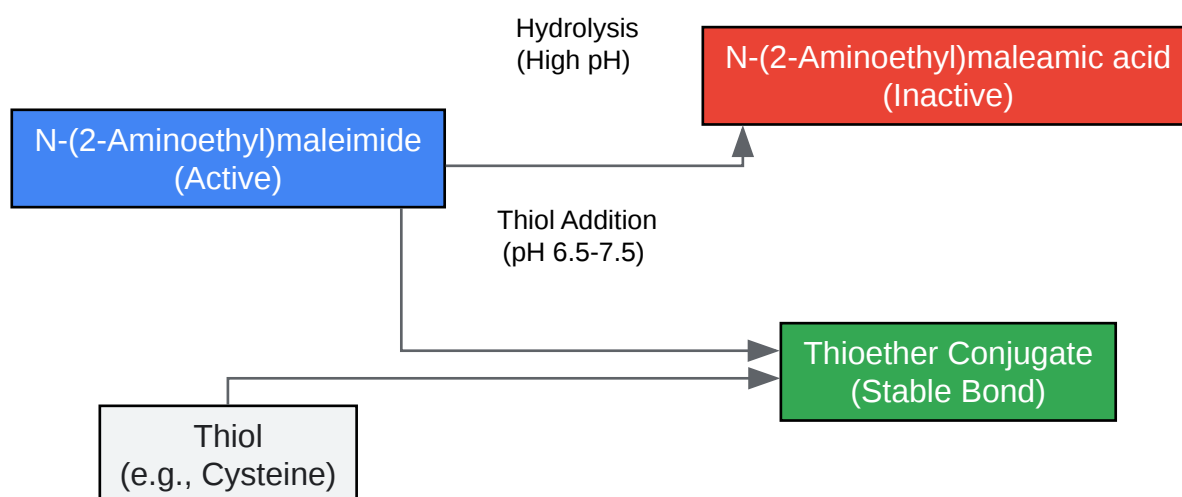 Hydrolysis
(High pH)
N-(2-Aminoethyl)maleamic acid
(Inactive)
N-(2-Aminoethyl)maleimide
(Active)
Thiol Addition
(pH 6.5-7.5)
Thioether Conjugate
(Stable Bond)
Thiol
(e.g., Cysteine)